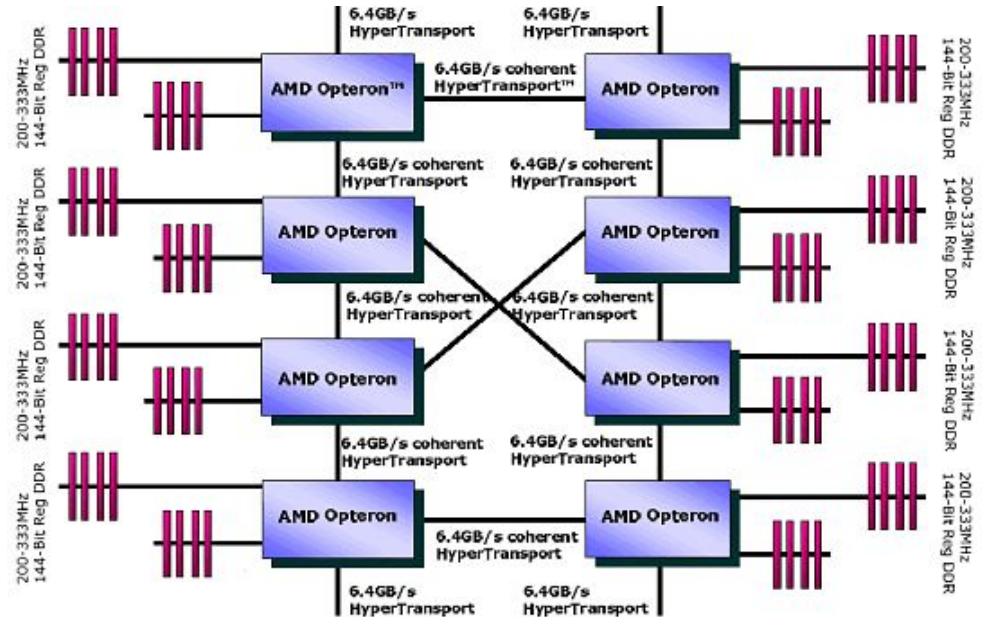 6.4GB/s
HyperTransport
6.4GB/s
HyperTransport
200-333MHz
144-Bit Reg DDR
AMD Opteron™
6.4GB/s coherent
HyperTransport™
AMD Opteron
200-333MHz
144-Bit Reg DDR
6.4GB/s coherent
HyperTransport
6.4GB/s coherent
HyperTransport
200-333MHz
144-Bit Reg DDR
AMD Opteron
AMD Opteron
200-333MHz
144-Bit Reg DDR
6.4GB/s coherent
HyperTransport
6.4GB/s coherent
HyperTransport
200-333MHz
144-Bit Reg DDR
AMD Opteron
AMD Opteron
200-333MHz
144-Bit Reg DDR
6.4GB/s coherent
HyperTransport
6.4GB/s coherent
HyperTransport
200-333MHz
144-Bit Reg DDR
AMD Opteron
6.4GB/s coherent
HyperTransport
AMD Opteron
200-333MHz
144-Bit Reg DDR
6.4GB/s
HyperTransport
6.4GB/s
HyperTransport